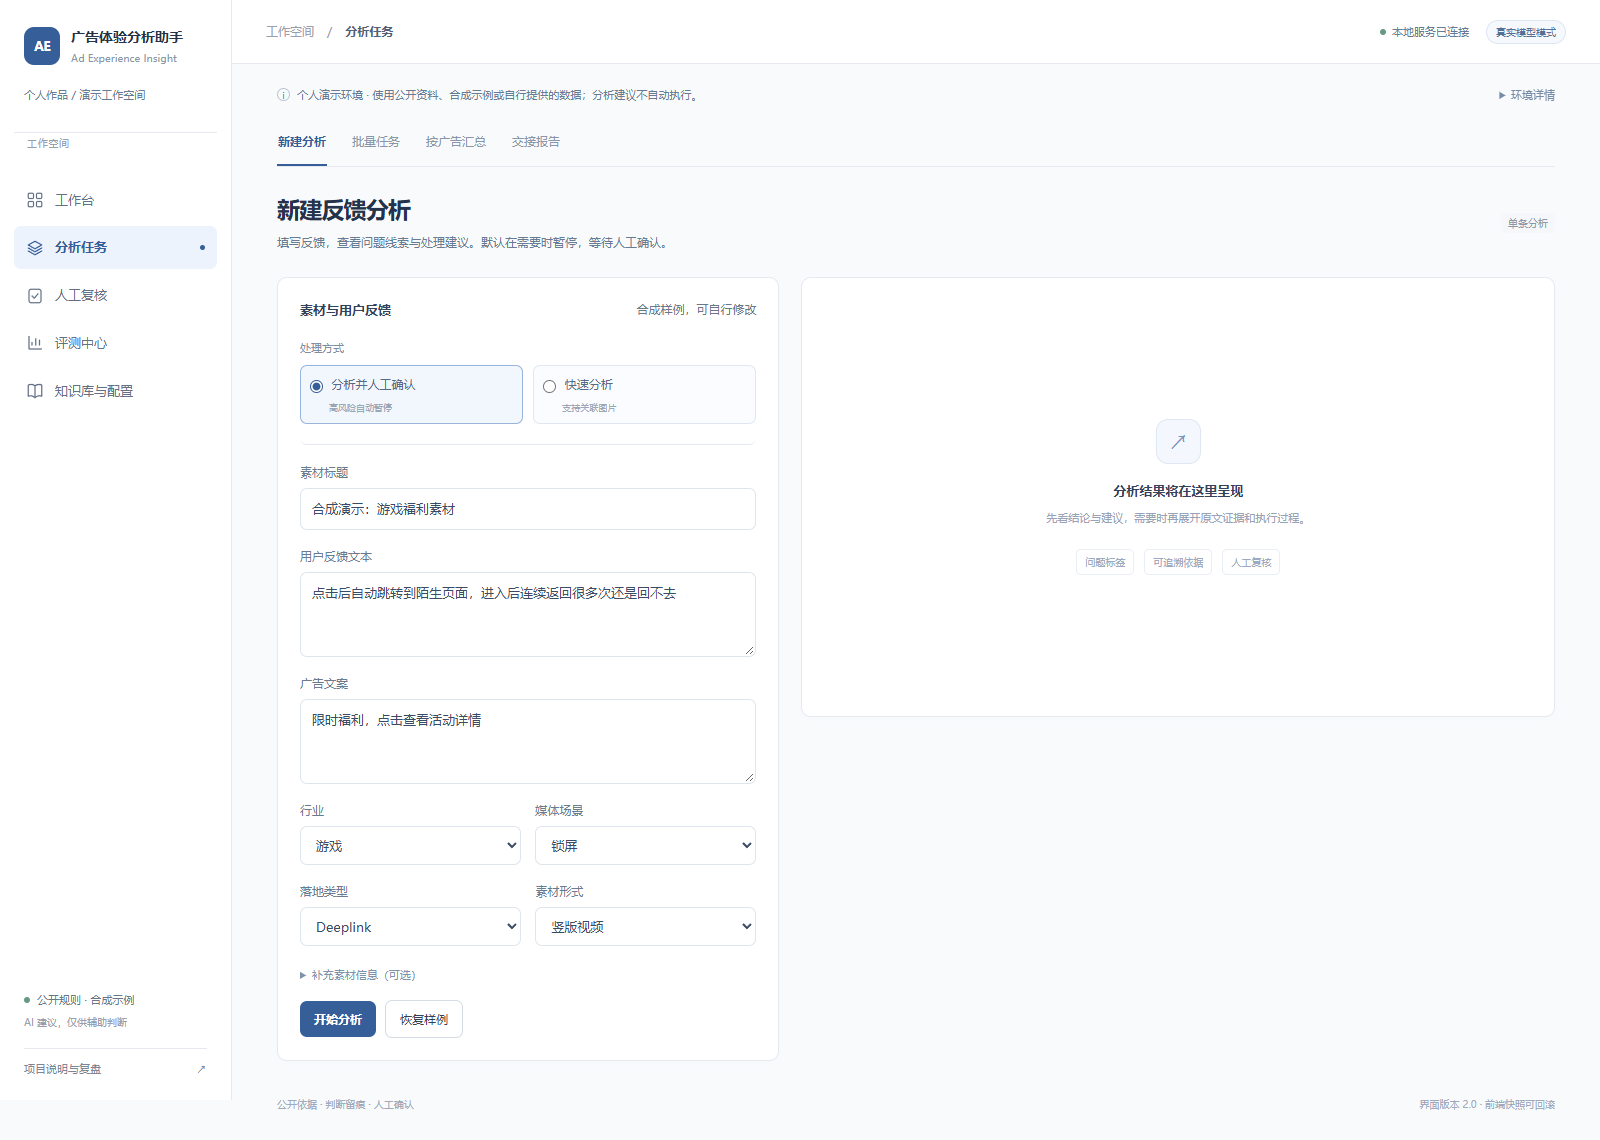 AE
广告体验分析助手
Ad Experience Insight
个人作品 / 演示工作空间
工作空间
工作台
分析任务
人工复核
评测中心
知识库与配置
公开规则 · 合成示例
AI 建议，仅供辅助判断
项目说明与复盘 ↗
工作空间 / 分析任务
本地服务已连接
真实模型模式
个人演示环境 · 使用公开资料、合成示例或自行提供的数据；分析建议不自动执行。
环境详情
新建分析 批量任务 按广告汇总 交接报告
新建反馈分析
填写反馈，查看问题线索与处理建议。默认在需要时暂停，等待人工确认。
单条分析
素材与用户反馈
合成样例，可自行修改
处理方式
分析并人工确认
高风险自动暂停
快速分析
支持关联图片
素材标题
合成演示：游戏福利素材
用户反馈文本
点击后自动跳转到陌生页面，进入后连续返回很多次还是回不去
广告文案
限时福利，点击查看活动详情
行业 媒体场景
游戏 锁屏
落地类型 素材形式
Deeplink 竖版视频
补充素材信息（可选）
开始分析 恢复样例
分析结果将在这里呈现
先看结论与建议，需要时再展开原文证据和执行过程。
问题标签 可追溯依据 人工复核
公开依据 · 判断留痕 · 人工确认
界面版本 2.0 · 前端快照可回滚